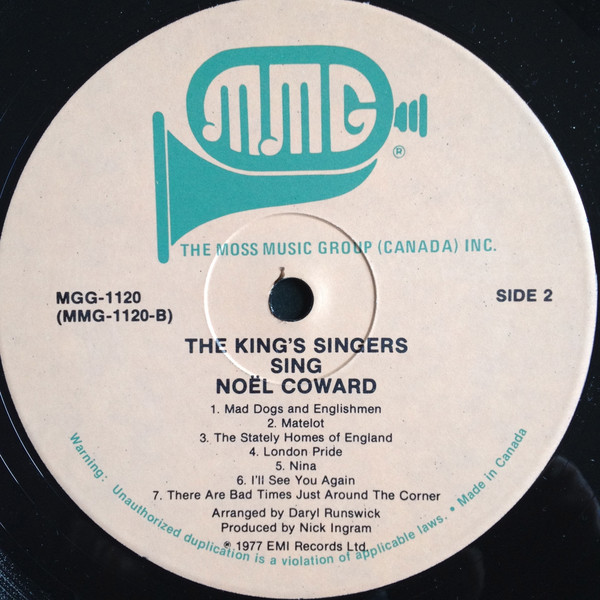 MMG
®
THE MOSS MUSIC GROUP (CANADA) INC.
MGG-1120
(MMG-1120-B)
SIDE 2
THE KING'S SINGERS
SING
NOËL COWARD
1. Mad Dogs and Englishmen
2. Matelot
3. The Stately Homes of England
4. London Pride
5. Nina
6. I'll See You Again
7. There Are Bad Times Just Around The Corner
Arranged by Daryl Runswick
Produced by Nick Ingram
℗ 1977 EMI Records Ltd.
Warning: Unauthorized duplication is a violation of applicable laws. • Made in Canada